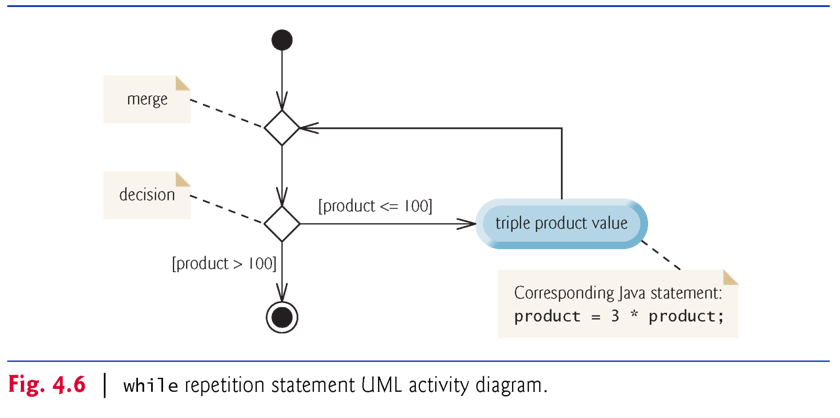 merge
decision
[product <= 100]
triple product value
[product > 100]
Corresponding Java statement:
product = 3 * product;
Fig. 4.6 | while repetition statement UML activity diagram.